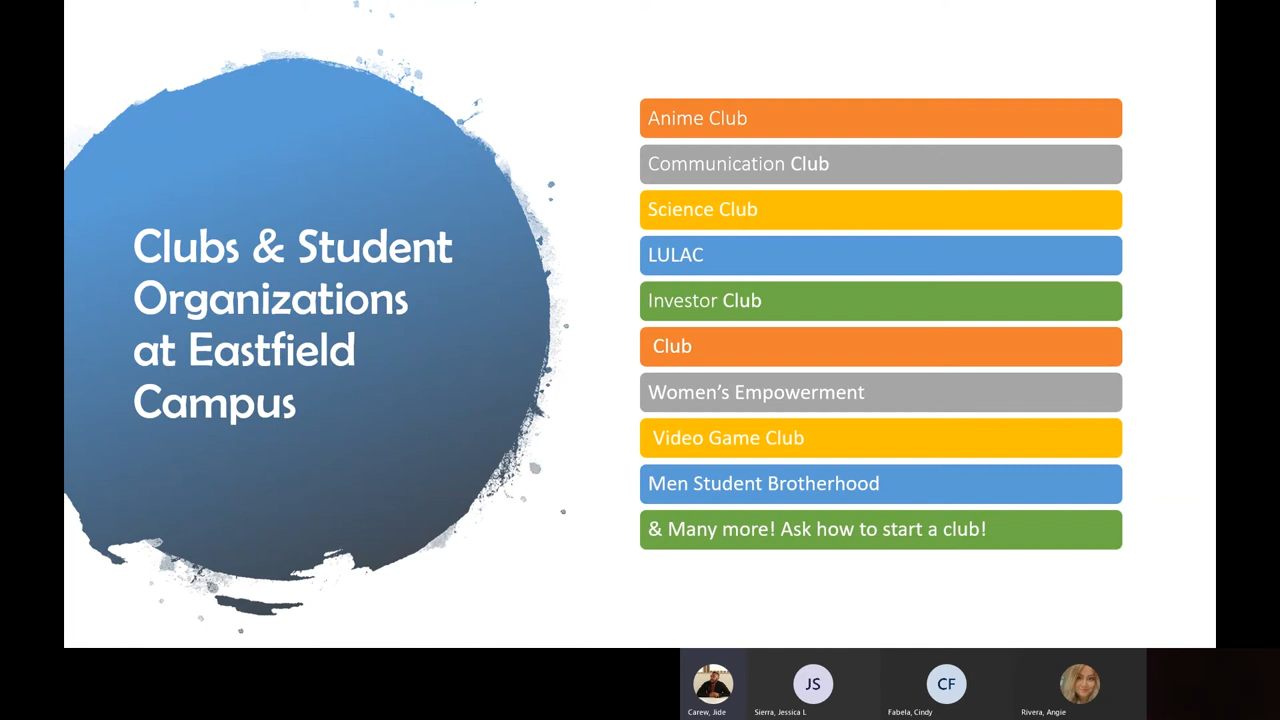 Clubs & Student
Organizations
at Eastfield
Campus
Anime Club
Communication Club
Science Club
LULAC
Investor Club
Club
Women’s Empowerment
Video Game Club
Men Student Brotherhood
& Many more! Ask how to start a club!
JS
CF
Carew, Jide
Sierra, Jessica L
Fabela, Cindy
Rivera, Angie